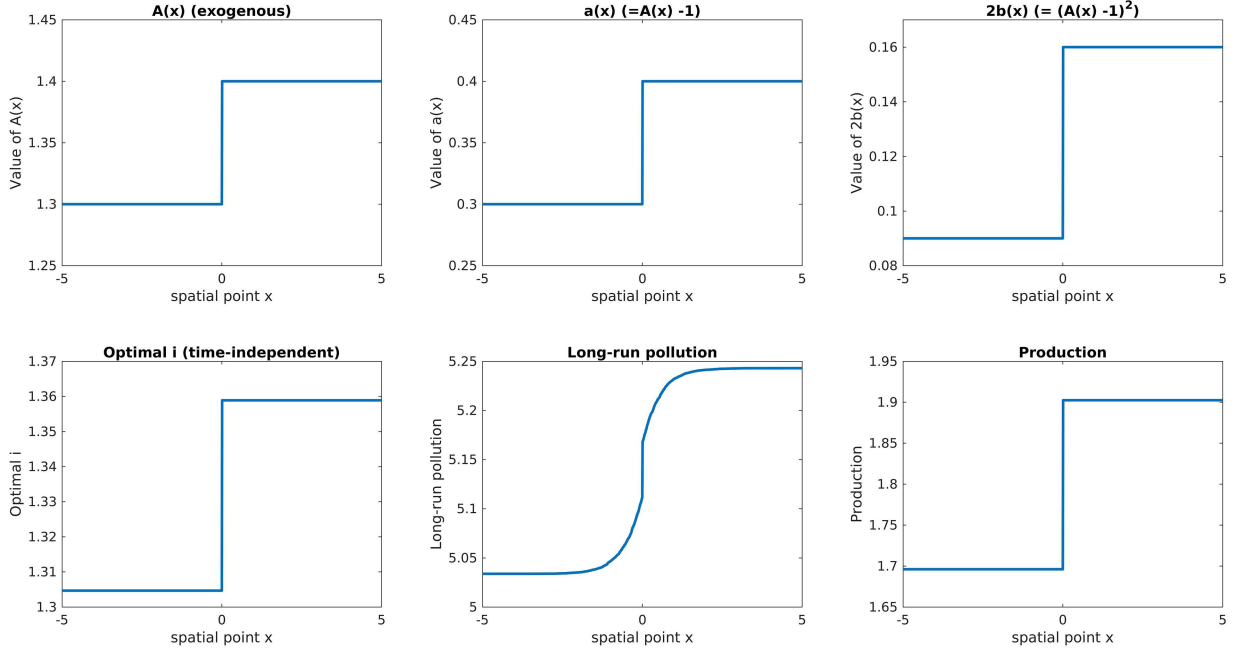 A(x) (exogenous)
1.45
1.4
1.35
1.3
1.25
Value of A(x)
-5 0 5
spatial point x
a(x) (=A(x) -1)
0.45
0.4
0.35
0.3
0.25
Value of a(x)
-5 0 5
spatial point x
2b(x) (= (A(x) -1)²)
0.16
0.14
0.12
0.1
0.08
Value of 2b(x)
-5 0 5
spatial point x
Optimal i (time-independent)
1.37
1.36
1.35
1.34
1.33
1.32
1.31
1.3
Optimal i
-5 0 5
spatial point x
Long-run pollution
5.25
5.2
5.15
5.1
5.05
5
Long-run pollution
-5 0 5
spatial point x
Production
1.95
1.9
1.85
1.8
1.75
1.7
1.65
Production
-5 0 5
spatial point x